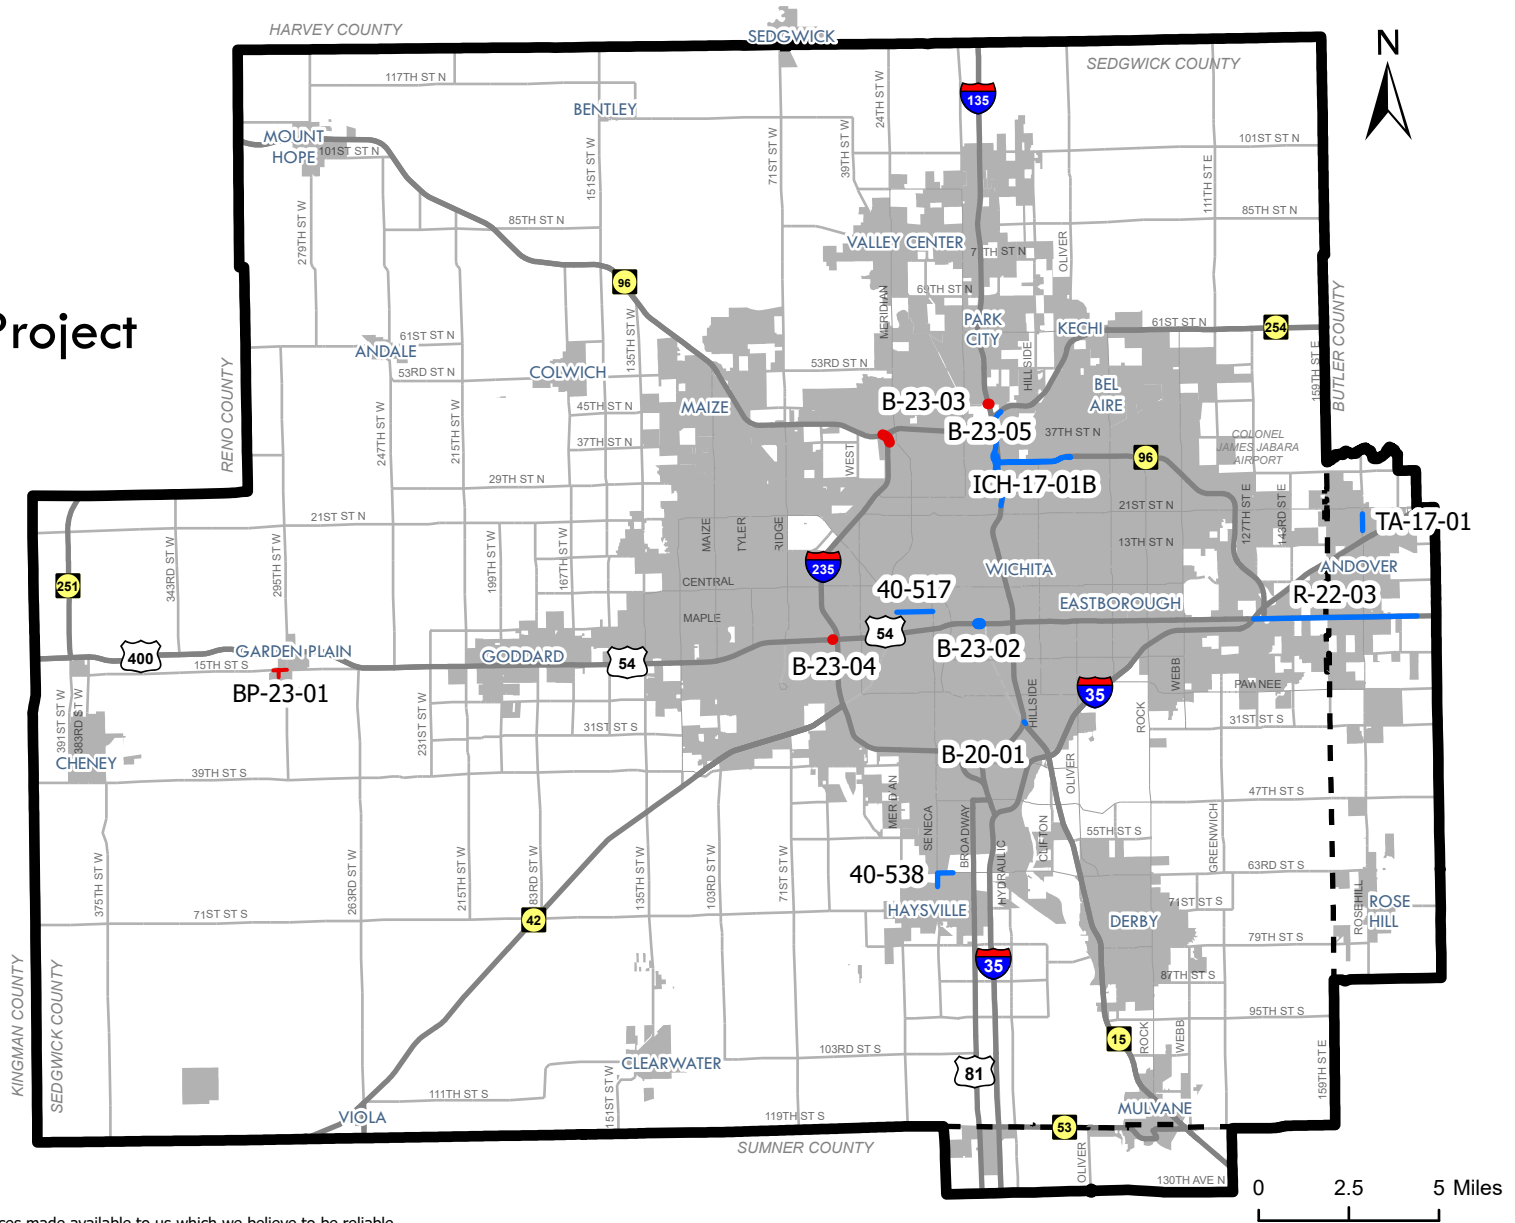 HARVEY COUNTY
SEDGWICK
SEDGWICK COUNTY
N
117TH ST N
24TH ST W
135
BENTLEY
MOUNT
HOPE
101ST ST N
151ST ST W
71ST ST W
39TH ST W
101ST ST N
111TH ST E
279TH ST W
85TH ST N
85TH ST N
VALLEY CENTER
OLIVER
69TH ST N
96
MERIDIAN
Project
PARK
CITY
KECHI
61ST ST N
254
BUTLER COUNTY
61ST ST N
ANDALE
135TH ST W
HILLSIDE
159TH ST E
53RD ST N
COLWICH
53RD ST N
BEL
AIRE
RENO COUNTY
247TH ST W
215TH ST W
45TH ST N
MAIZE
B-23-03
B-23-05
37TH ST N
37TH ST N
COLONEL
JAMES JABARA
AIRPORT
WEST
96
29TH ST N
ICH-17-01B
127TH ST E
143RD ST E
21ST ST N
21ST ST N
TA-17-01
MAIZE
TYLER
RIDGE
13TH ST N
343RD ST W
295TH ST W
199TH ST W
167TH ST W
235
WICHITA
ANDOVER
251
CENTRAL
40-517
EASTBOROUGH
R-22-03
MAPLE
54
B-23-02
400
GARDEN PLAIN
15TH ST S
GODDARD
54
B-23-04
BP-23-01
35
WEBB
PAWNEE
391ST ST W
383RD ST W
231ST ST W
31ST ST S
HILLSIDE
ROCK
31ST ST S
CHENEY
39TH ST S
B-20-01
OLIVER
47TH ST S
SENECA
BROADWAY
CLIFTON
55TH ST S
GREENWICH
375TH ST W
263RD ST W
215TH ST W
135TH ST W
103RD ST W
71ST ST W
HYDRAULIC
63RD ST S
40-538
71ST ST S
42
HAYSVILLE
DERBY
71ST ST S
ROSEHILL
ROSE
HILL
79TH ST S
35
87TH ST S
KINGMAN COUNTY
SEDGWICK COUNTY
95TH ST S
15
ROCK
WEBB
103RD ST S
CLEARWATER
81
159TH ST E
111TH ST S
151ST ST W
VIOLA
119TH ST S
MULVANE
53
SUMNER COUNTY
OLIVER
130TH AVE N
0 2.5 5 Miles